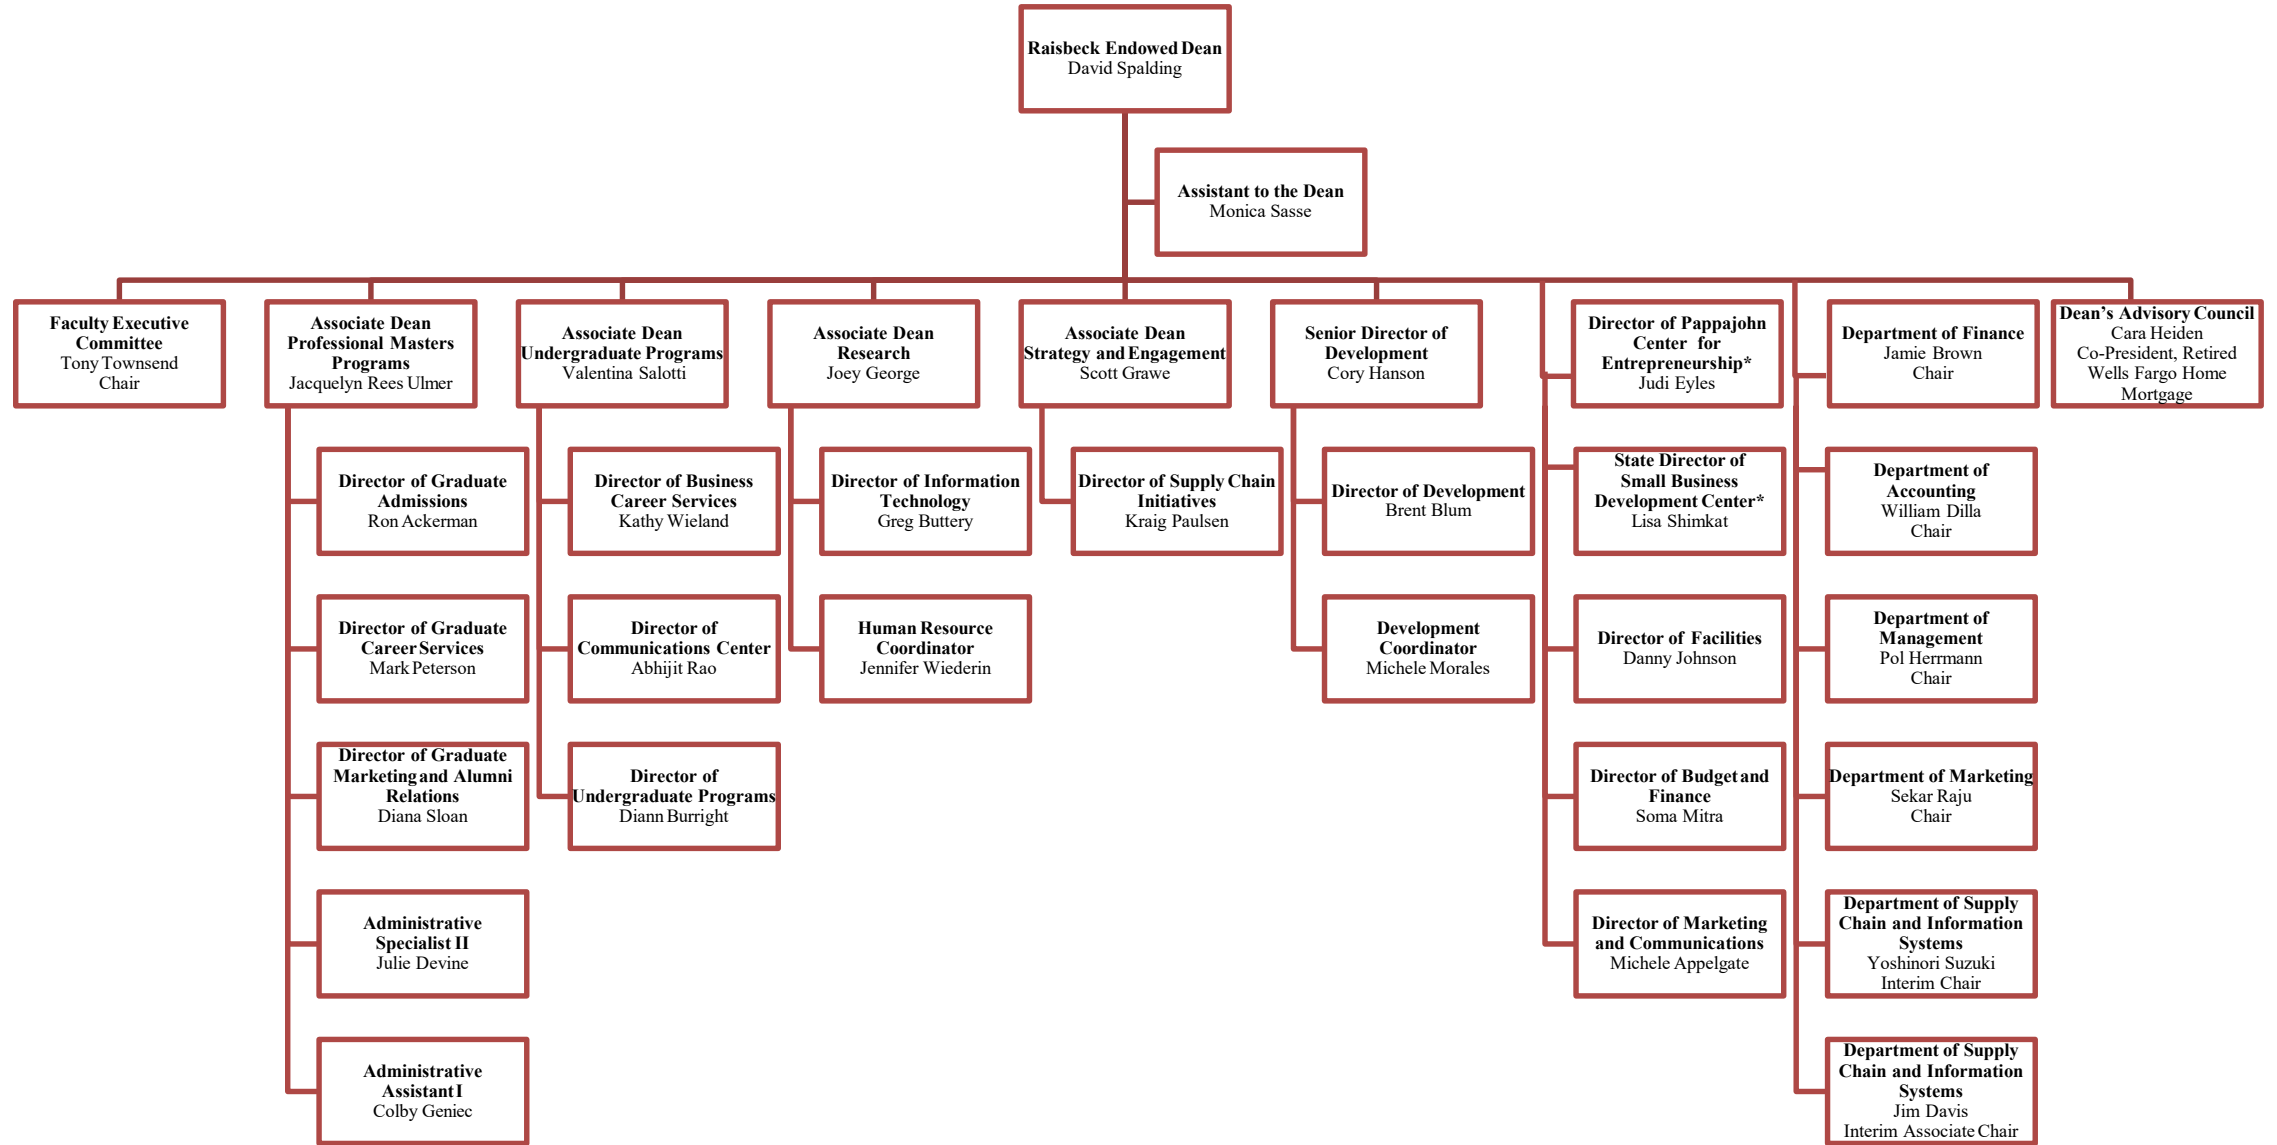 Raisbeck Endowed Dean
David Spalding
Assistant to the Dean
Monica Sasse
Faculty Executive
Committee
Tony Townsend
Chair
Associate Dean
Professional Masters
Programs
Jacquelyn Rees Ulmer
Associate Dean
Undergraduate Programs
Valentina Salotti
Associate Dean
Research
Joey George
Associate Dean
Strategy and Engagement
Scott Grawe
Senior Director of
Development
Cory Hanson
Director of Pappajohn
Center for
Entrepreneurship*
Judi Eyles
Department of Finance
Jamie Brown
Chair
Dean's Advisory Council
Cara Heiden
Co-President, Retired
Wells Fargo Home
Mortgage
Director of Graduate
Admissions
Ron Ackerman
Director of Business
Career Services
Kathy Wieland
Director of Information
Technology
Greg Buttery
Director of Supply Chain
Initiatives
Kraig Paulsen
Director of Development
Brent Blum
State Director of
Small Business
Development Center*
Lisa Shimkat
Department of
Accounting
William Dilla
Chair
Director of Graduate
Career Services
Mark Peterson
Director of
Communications Center
Abhijit Rao
Human Resource
Coordinator
Jennifer Wiederin
Development
Coordinator
Michele Morales
Director of Facilities
Danny Johnson
Department of
Management
Pol Herrmann
Chair
Director of Graduate
Marketing and Alumni
Relations
Diana Sloan
Director of
Undergraduate Programs
Diann Burright
Director of Budget and
Finance
Soma Mitra
Department of Marketing
Sekar Raju
Chair
Administrative
Specialist II
Julie Devine
Director of Marketing
and Communications
Michele Appelgate
Department of Supply
Chain and Information
Systems
Yoshinori Suzuki
Interim Chair
Administrative
Assistant I
Colby Geniec
Department of Supply
Chain and Information
Systems
Jim Davis
Interim Associate Chair